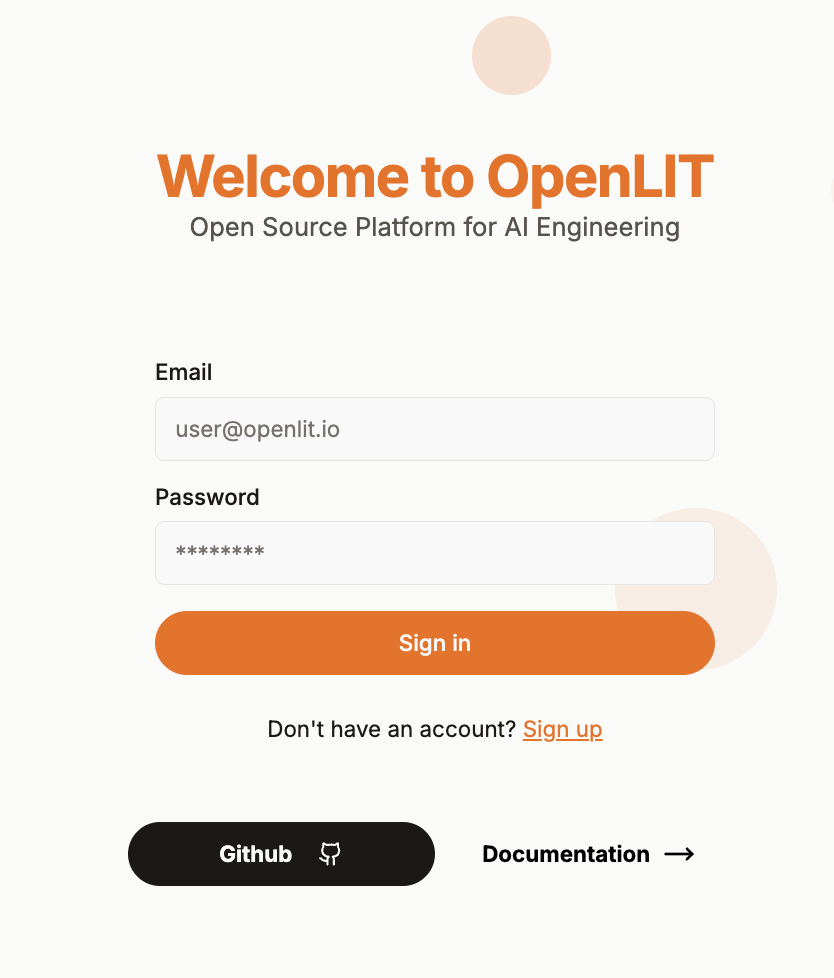 Welcome to OpenLIT
Open Source Platform for AI Engineering
Email
user@openlit.io
Password
********
Sign in
Don't have an account? Sign up
Github
Documentation